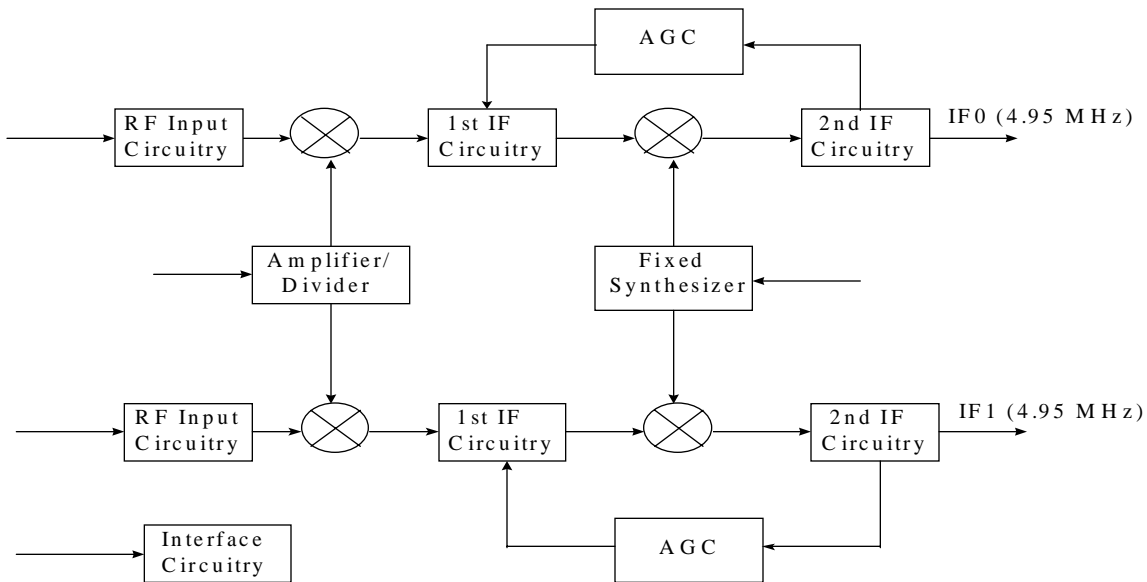 AGC
RF Input
Circuitry
1st IF
Circuitry
2nd IF
Circuitry
IF0 (4.95 MHz)
Amplifier/
Divider
Fixed
Synthesizer
RF Input
Circuitry
1st IF
Circuitry
2nd IF
Circuitry
IF1 (4.95 MHz)
Interface
Circuitry
AGC